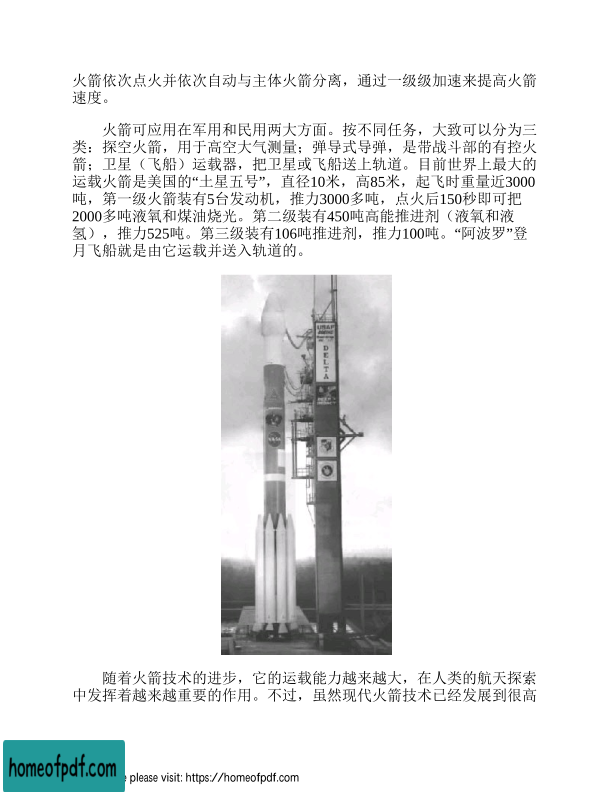 火箭依次点火并依次自动与主体火箭分离，通过一级级加速来提高火箭
速度。
火箭可应用在军用和民用两大方面。按不同任务，大致可以分为三
类：探空火箭，用于高空大气测量；弹导式导弹，是带战斗部的有控火
箭；卫星（飞船）运载器，把卫星或飞船送上轨道。目前世界上最大的
运载火箭是美国的“土星五号”，直径10米，高85米，起飞时重量近3000
吨，第一级火箭装有5台发动机，推力3000多吨，点火后150秒即可把
2000多吨液氧和煤油烧光。第二级装有450吨高能推进剂（液氧和液
氢），推力525吨。第三级装有106吨推进剂，推力100吨。“阿波罗”登
月飞船就是由它运载并送入轨道的。
USAF
DELTA
NASA
随着火箭技术的进步，它的运载能力越来越大，在人类的航天探索
中发挥着越来越重要的作用。不过，虽然现代火箭技术已经发展到很高
homeofpdf.com
e please visit: https://homeofpdf.com